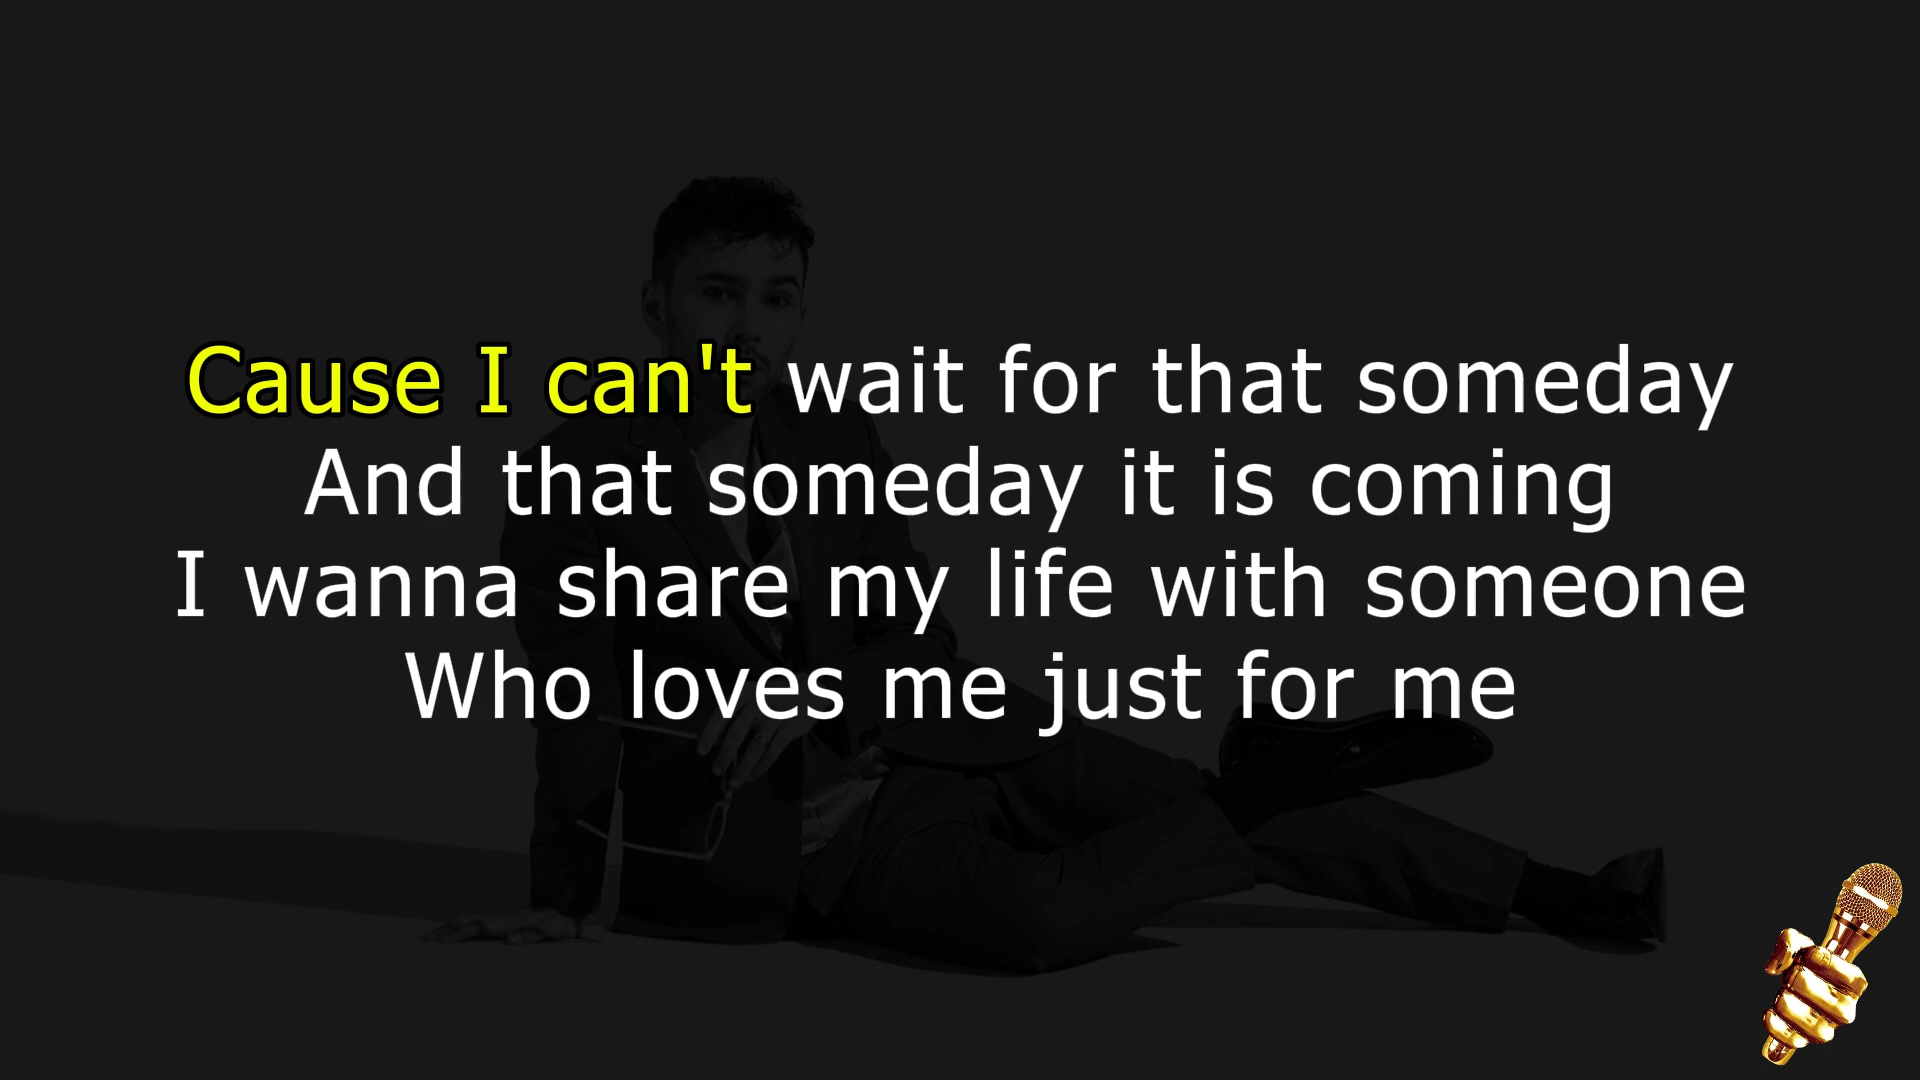 Cause I can't wait for that someday
And that someday it is coming
I wanna share my life with someone
Who loves me just for me